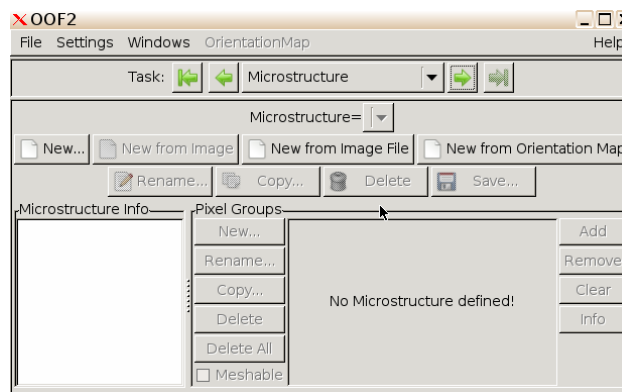 OOF2
File Settings Windows OrientationMap Help
Task: Microstructure
Microstructure=
New... New from Image New from Image File New from Orientation Map
Rename... Copy... Delete Save...
Microstructure Info Pixel Groups
New... Add
Rename... Remove
Copy... No Microstructure defined! Clear
Delete Info
Delete All
Meshable